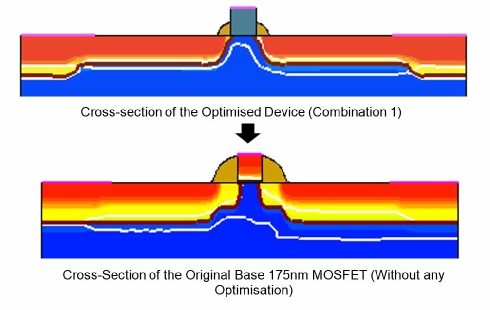 Cross-section of the Optimised Device (Combination 1)
Cross-Section of the Original Base 175nm MOSFET (Without any
Optimisation)